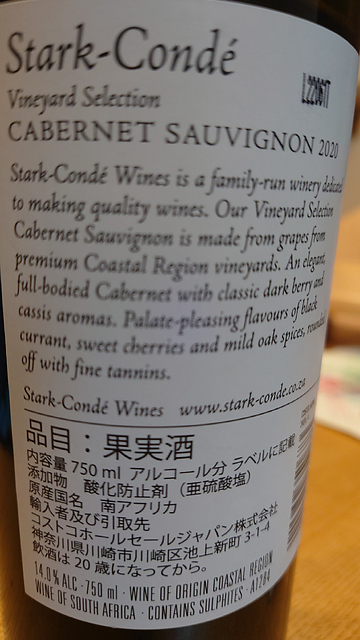 Stark-Condé
L2206IT
Vineyard Selection
CABERNET SAUVIGNON 2020
Stark-Condé Wines is a family-run winery dedicated
to making quality wines. Our Vineyard Selection
Cabernet Sauvignon is made from grapes from
premium Coastal Region vineyards. An elegant,
full-bodied Cabernet with classic dark berry and
cassis aromas. Palate-pleasing flavours of black
currant, sweet cherries and mild oak spices, rounded
off with fine tannins.
Stark-Condé Wines www.stark-conde.co.za
品目：果実酒
内容量 750 ml アルコール分 ラベルに記載
添加物 酸化防止剤（亜硫酸塩）
原産国名 南アフリカ
輸入者及び引取先
コストコホールセールジャパン株式会社
神奈川県川崎市川崎区池上新町 3-1-4
飲酒は 20 歳になってから。
14.0% ALC · 750 ml · WINE OF ORIGIN COASTAL REGION
WINE OF SOUTH AFRICA · CONTAINS SULPHITES · A1284